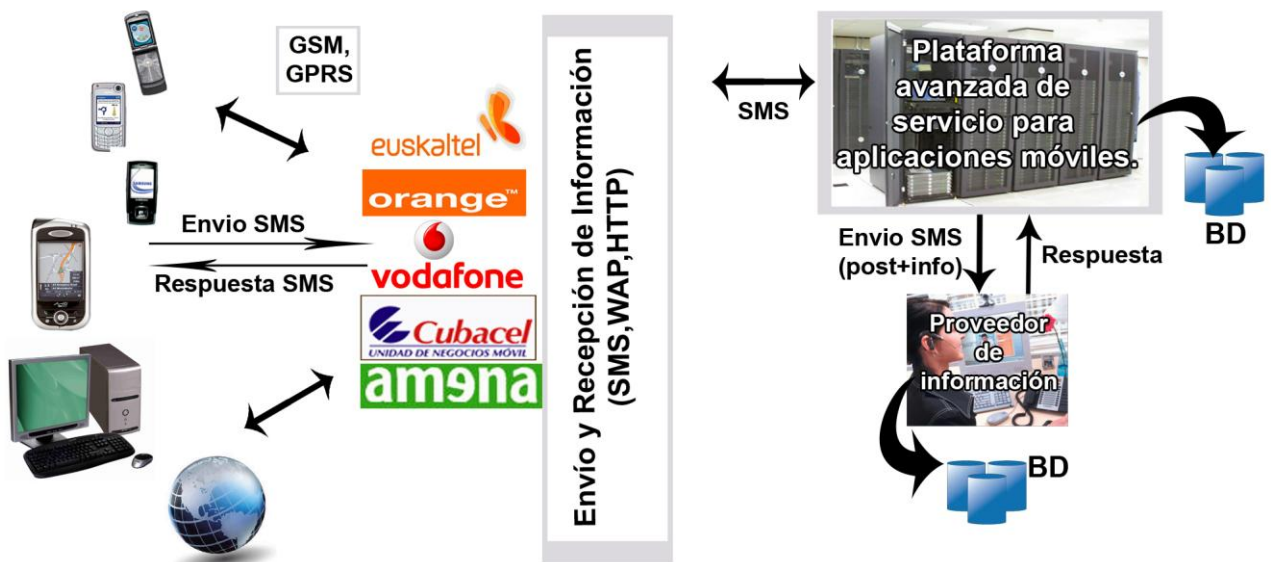 GSM,
GPRS
euskaltel
orange™
Envio SMS
Respuesta SMS
vodafone
Cubacel
UNIDAD DE NEGOCIOS MÓVIL
amena
Envío y Recepción de Información
(SMS,WAP,HTTP)
SMS
Plataforma
avanzada de
servicio para
aplicaciones móviles.
BD
Envio SMS
(post+info)
Respuesta
Proveedor
de
información
BD